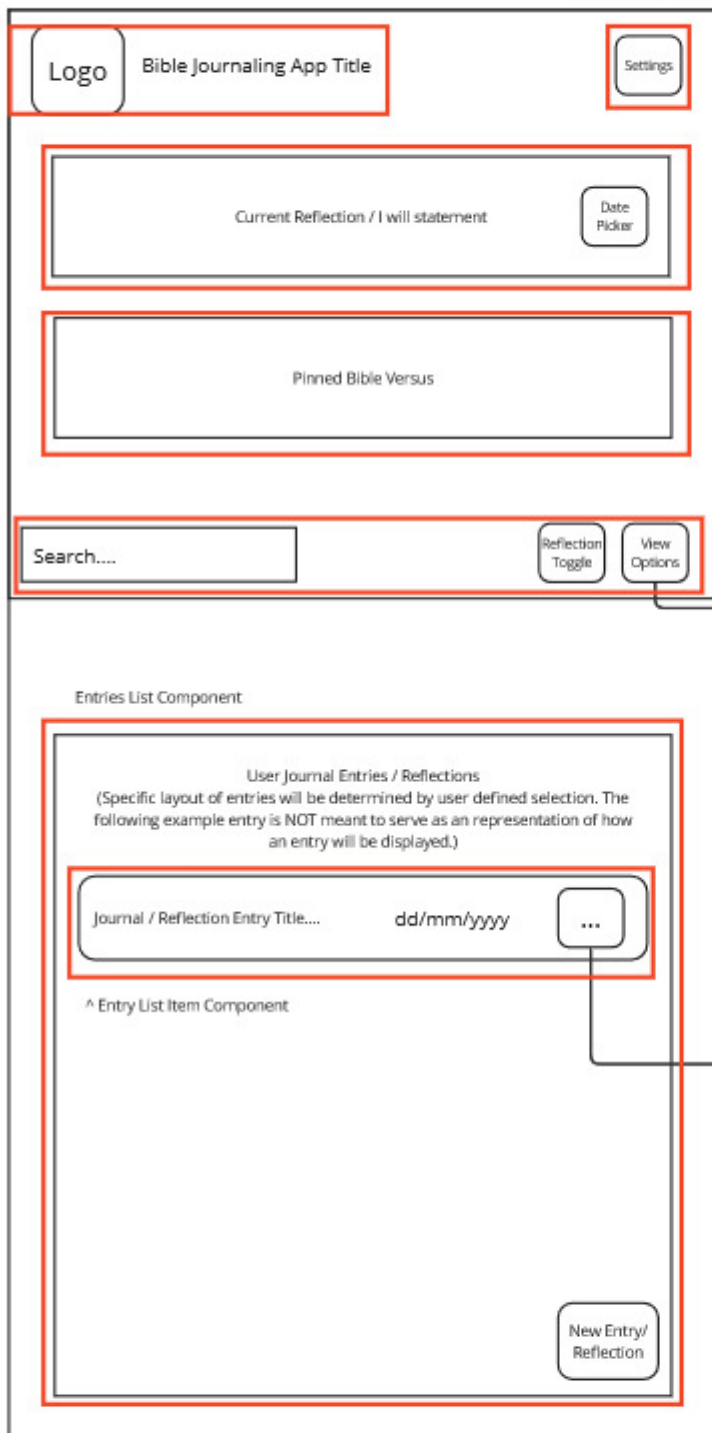 Logo
Bible Journaling App Title
Settings
Current Reflection / I will statement
Date
Picker
Pinned Bible Versus
Search....
Reflection
Toggle
View
Options
Entries List Component
User Journal Entries / Reflections
(Specific layout of entries will be determined by user defined selection. The
following example entry is NOT meant to serve as an representation of how
an entry will be displayed.)
Journal / Reflection Entry Title....
dd/mm/yyyy
...
^ Entry List Item Component
New Entry/
Reflection